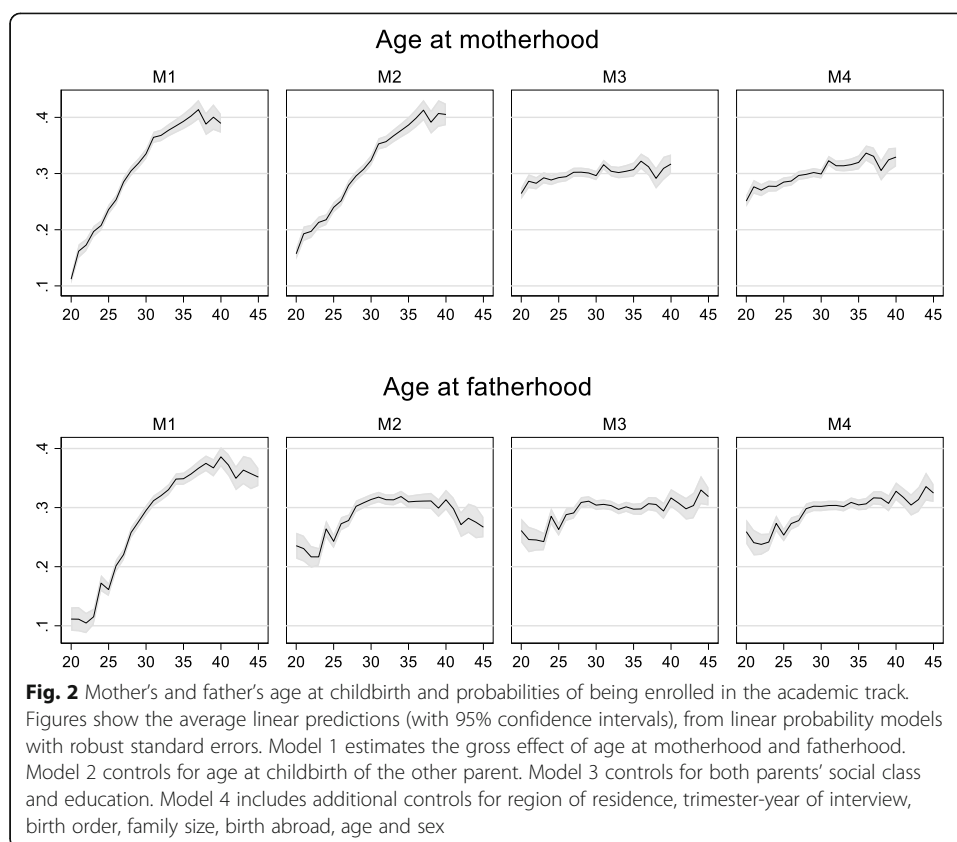 Age at motherhood
M1 M2 M3 M4
.4
.3
.2
.1
20 25 30 35 40 45 20 25 30 35 40 45 20 25 30 35 40 45 20 25 30 35 40 45
Age at fatherhood
M1 M2 M3 M4
.4
.3
.2
.1
20 25 30 35 40 45 20 25 30 35 40 45 20 25 30 35 40 45 20 25 30 35 40 45
Fig. 2 Mother’s and father’s age at childbirth and probabilities of being enrolled in the academic track.
Figures show the average linear predictions (with 95% confidence intervals), from linear probability models
with robust standard errors. Model 1 estimates the gross effect of age at motherhood and fatherhood.
Model 2 controls for age at childbirth of the other parent. Model 3 controls for both parents’ social class
and education. Model 4 includes additional controls for region of residence, trimester-year of interview,
birth order, family size, birth abroad, age and sex